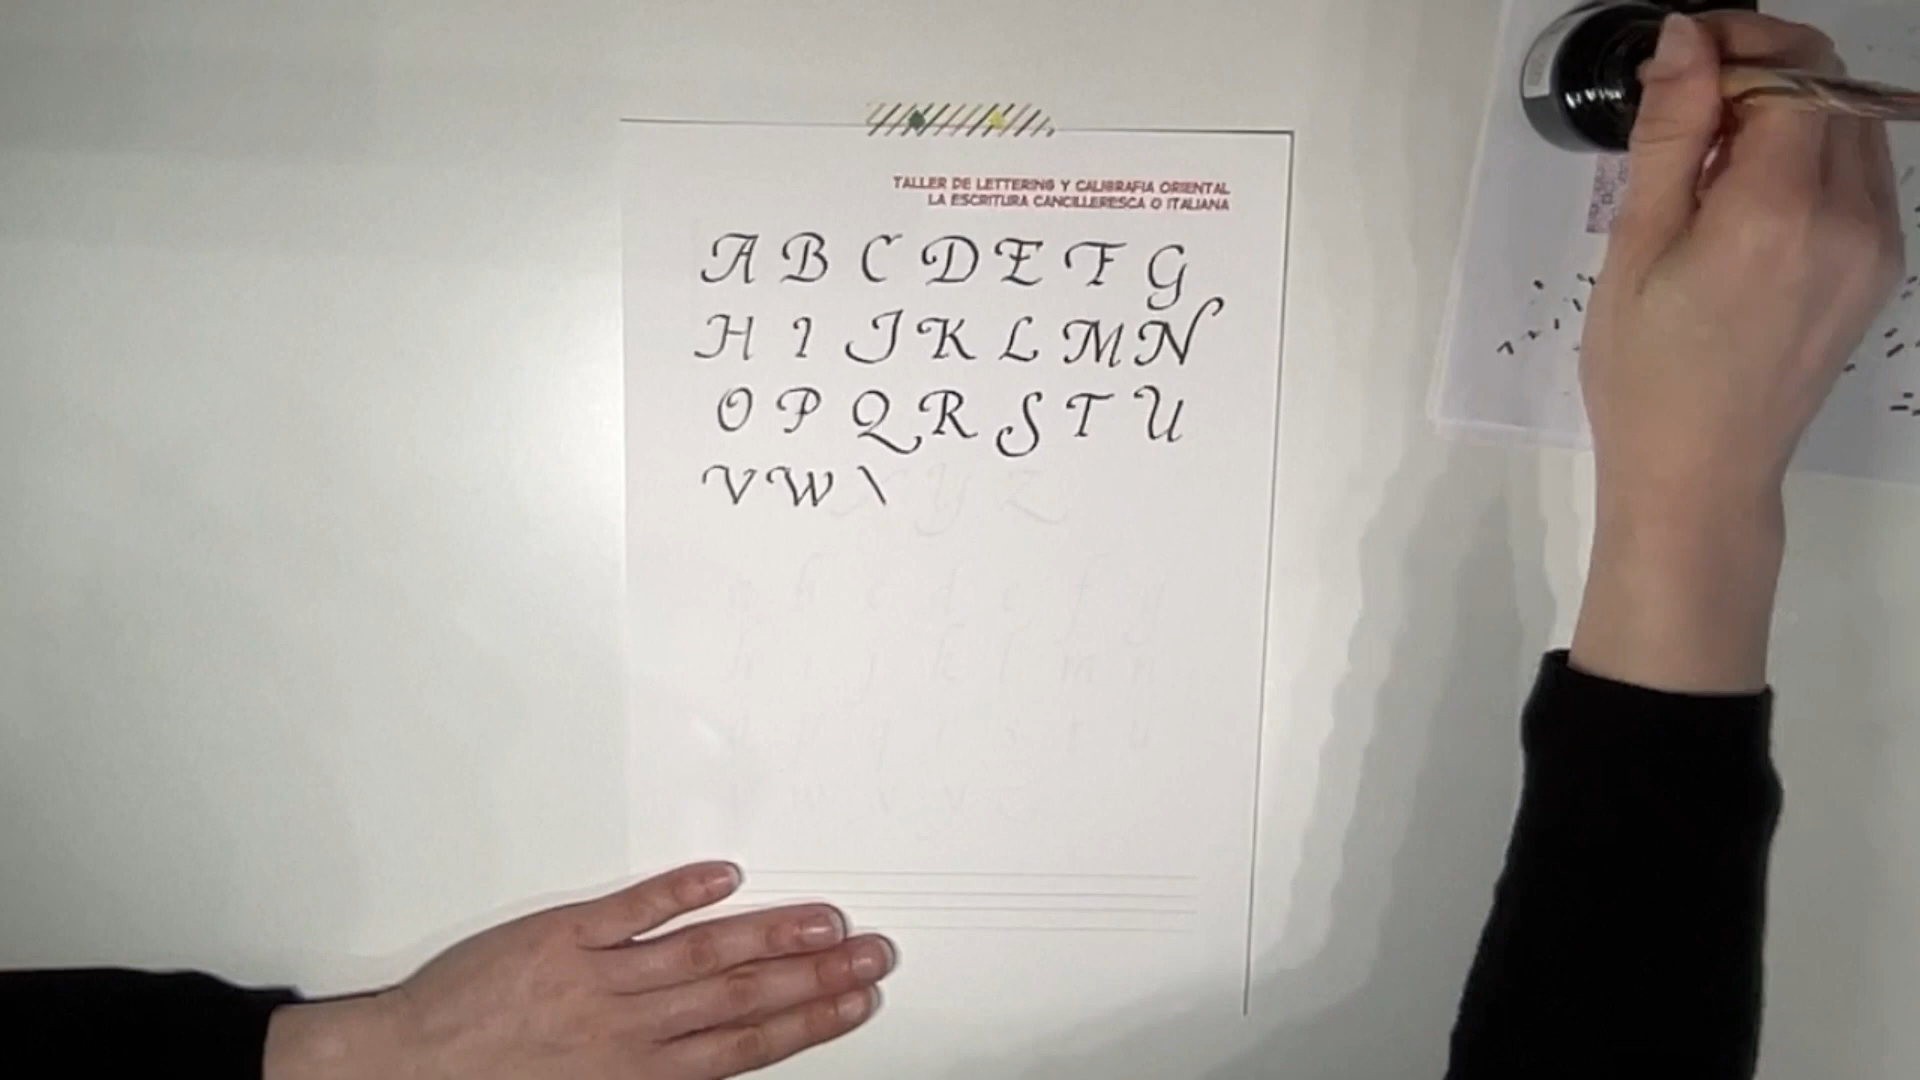 TALLER DE LETTERING Y CALIGRAFIA ORIENTAL
LA ESCRITURA CANCILLERESCA O ITALIANA
A B C D E F G
H I J K L M N
O P Q R S T U
V W \ Y Z
a b c d e f g
h i j k l m n